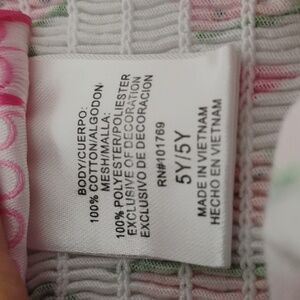 BODY/CUERPO:
100% COTTON/ALGODON
MESH/MALLA:
100% POLYESTER/POLIESTER
EXCLUSIVE OF DECORATION
EXCLUSIVO DE DECORACION
RN#101769
5Y/5Y
MADE IN VIETNAM
HECHO EN VIETNAM